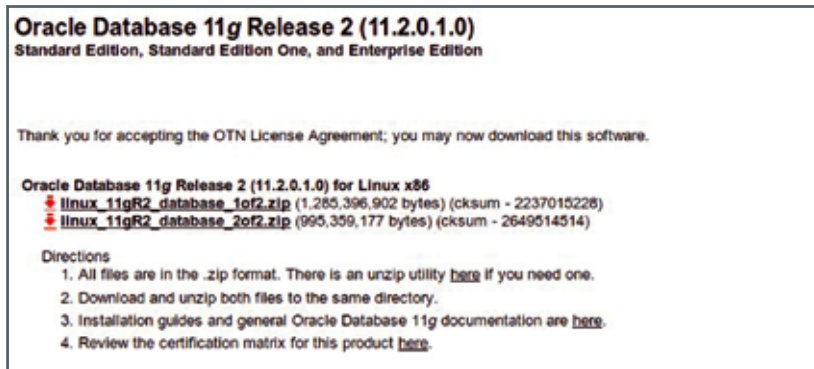 Oracle Database 11g Release 2 (11.2.0.1.0)
Standard Edition, Standard Edition One, and Enterprise Edition
Thank you for accepting the OTN License Agreement; you may now download this software.
Oracle Database 11g Release 2 (11.2.0.1.0) for Linux x86
linux_11gR2_database_1of2.zip (1,285,396,902 bytes) (cksum - 2237015228)
linux_11gR2_database_2of2.zip (995,359,177 bytes) (cksum - 2649514514)
Directions
1. All files are in the .zip format. There is an unzip utility here if you need one.
2. Download and unzip both files to the same directory.
3. Installation guides and general Oracle Database 11g documentation are here.
4. Review the certification matrix for this product here.